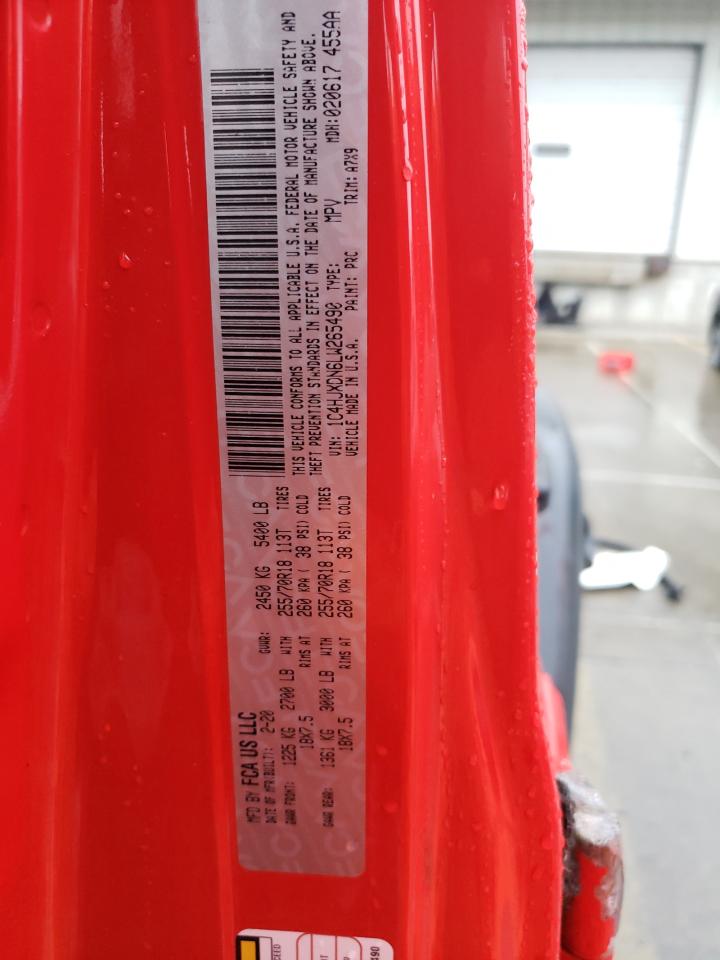 MFD BY FCA US LLC
DATE OF MFR(BUILT): 2-20 GVWR: 2450 KG 5400 LB
GAWR FRONT: 1225 KG 2700 LB WITH 255/70R18 113T TIRES
18X7.5 RIMS AT 260 KPA ( 38 PSI) COLD
GAWR REAR: 1361 KG 3000 LB WITH 255/70R18 113T TIRES
18X7.5 RIMS AT 260 KPA ( 38 PSI) COLD
THIS VEHICLE CONFORMS TO ALL APPLICABLE U.S.A. FEDERAL MOTOR VEHICLE SAFETY AND
THEFT PREVENTION STANDARDS IN EFFECT ON THE DATE OF MANUFACTURE SHOWN ABOVE.
VIN: 1C4HJXDN6LW265490 TYPE: MPV MDH:020617 455AA
VEHICLE MADE IN U.S.A. PAINT: PRC TRIM: A7X9
CEED
490